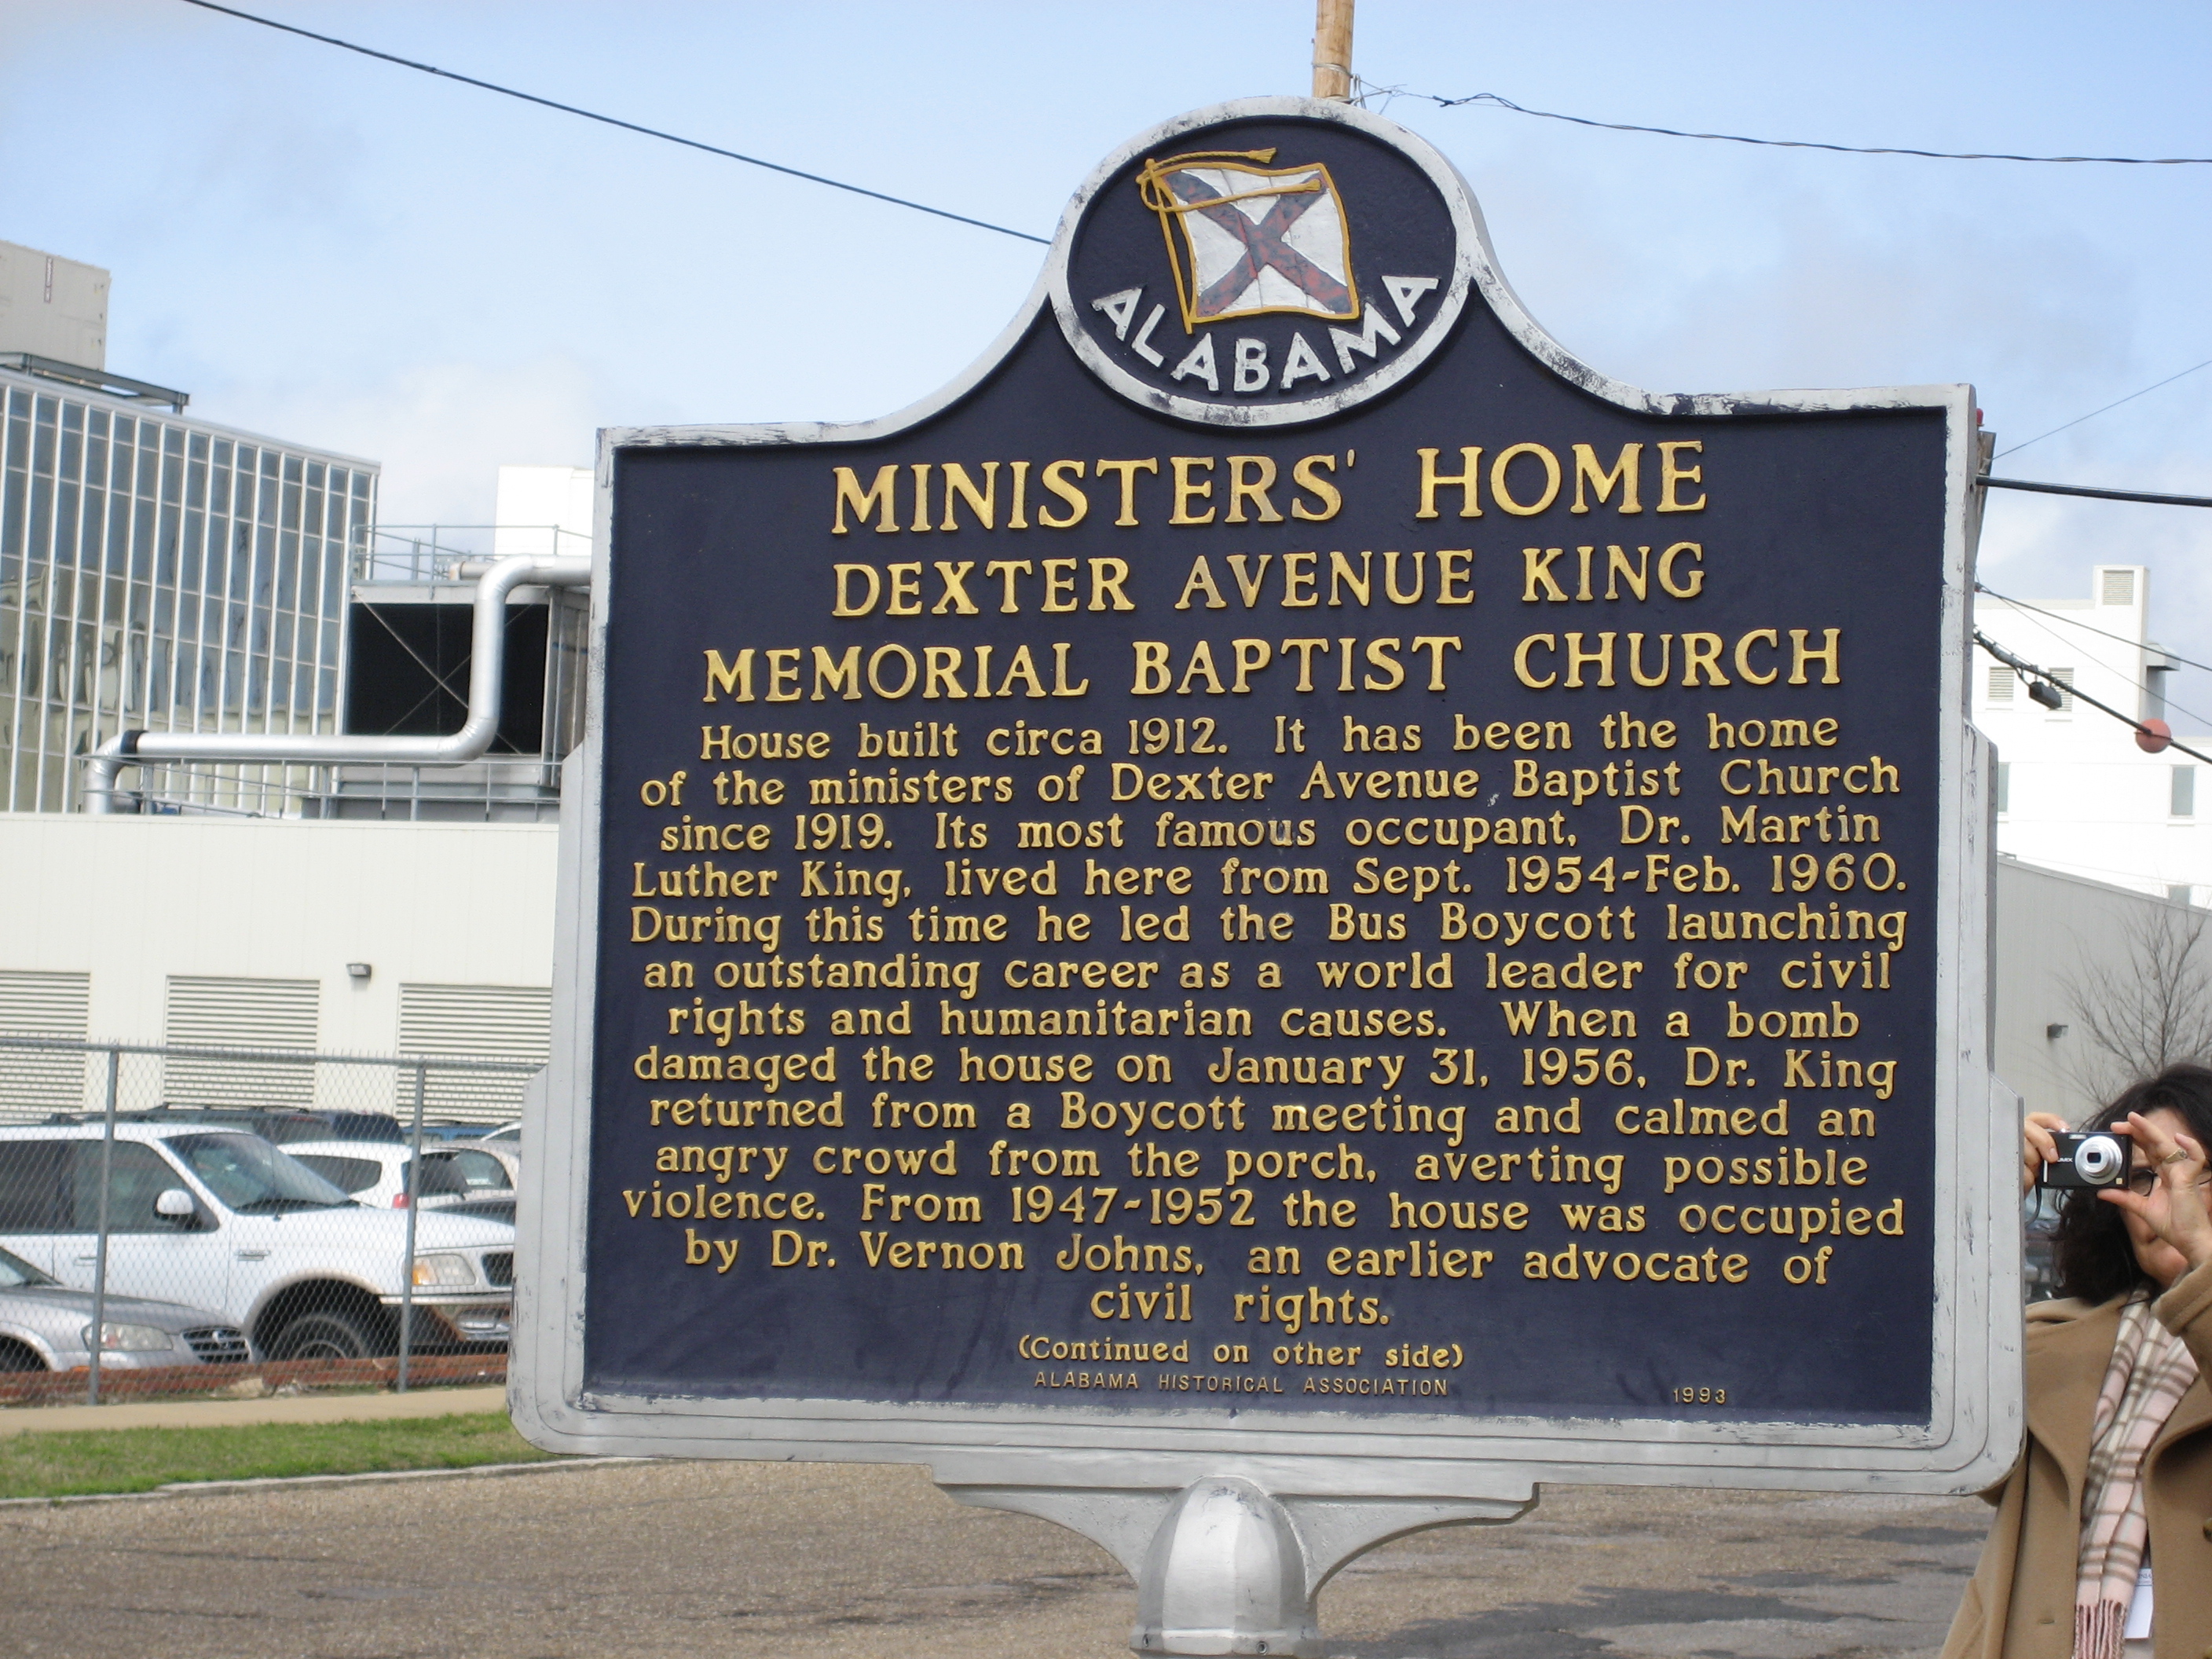 ALABAMA
MINISTERS' HOME
DEXTER AVENUE KING
MEMORIAL BAPTIST CHURCH
House built circa 1912. It has been the home
of the ministers of Dexter Avenue Baptist Church
since 1919. Its most famous occupant, Dr. Martin
Luther King, lived here from Sept. 1954-Feb. 1960.
During this time he led the Bus Boycott launching
an outstanding career as a world leader for civil
rights and humanitarian causes. When a bomb
damaged the house on January 31, 1956, Dr. King
returned from a Boycott meeting and calmed an
angry crowd from the porch, averting possible
violence. From 1947-1952 the house was occupied
by Dr. Vernon Johns, an earlier advocate of
civil rights.
(Continued on other side)
ALABAMA HISTORICAL ASSOCIATION 1993